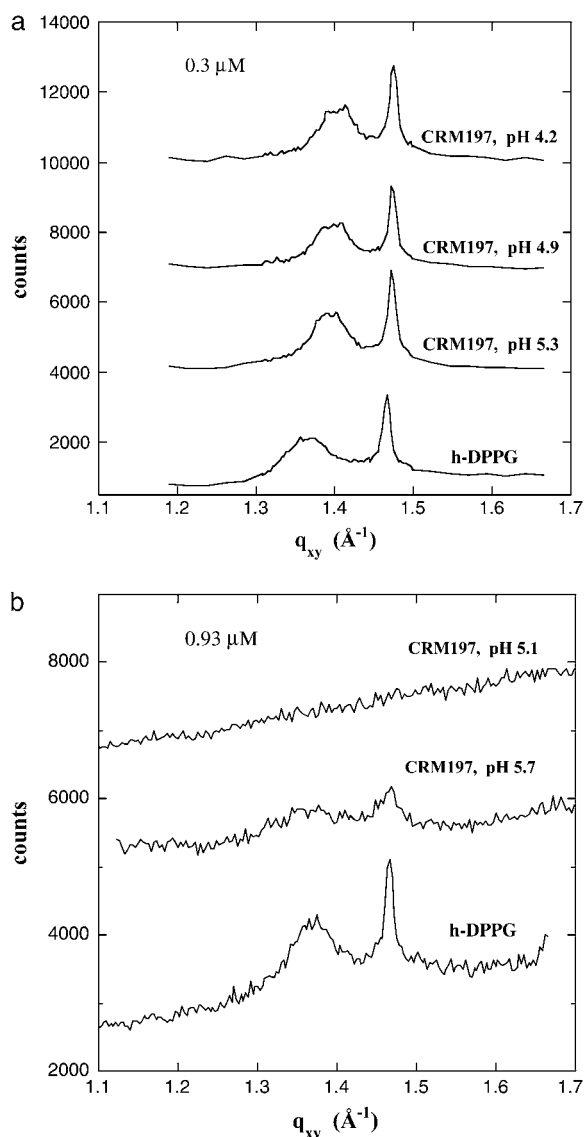 a
14000
0.3 μM
12000
CRM197, pH 4.2
10000
counts
8000
CRM197, pH 4.9
6000
CRM197, pH 5.3
4000
2000
h-DPPG
1.1 1.2 1.3 1.4 1.5 1.6 1.7
q_xy (Å⁻¹)
b
0.93 μM
8000
CRM197, pH 5.1
CRM197, pH 5.7
6000
counts
4000
h-DPPG
2000
1.1 1.2 1.3 1.4 1.5 1.6 1.7
q_xy (Å⁻¹)